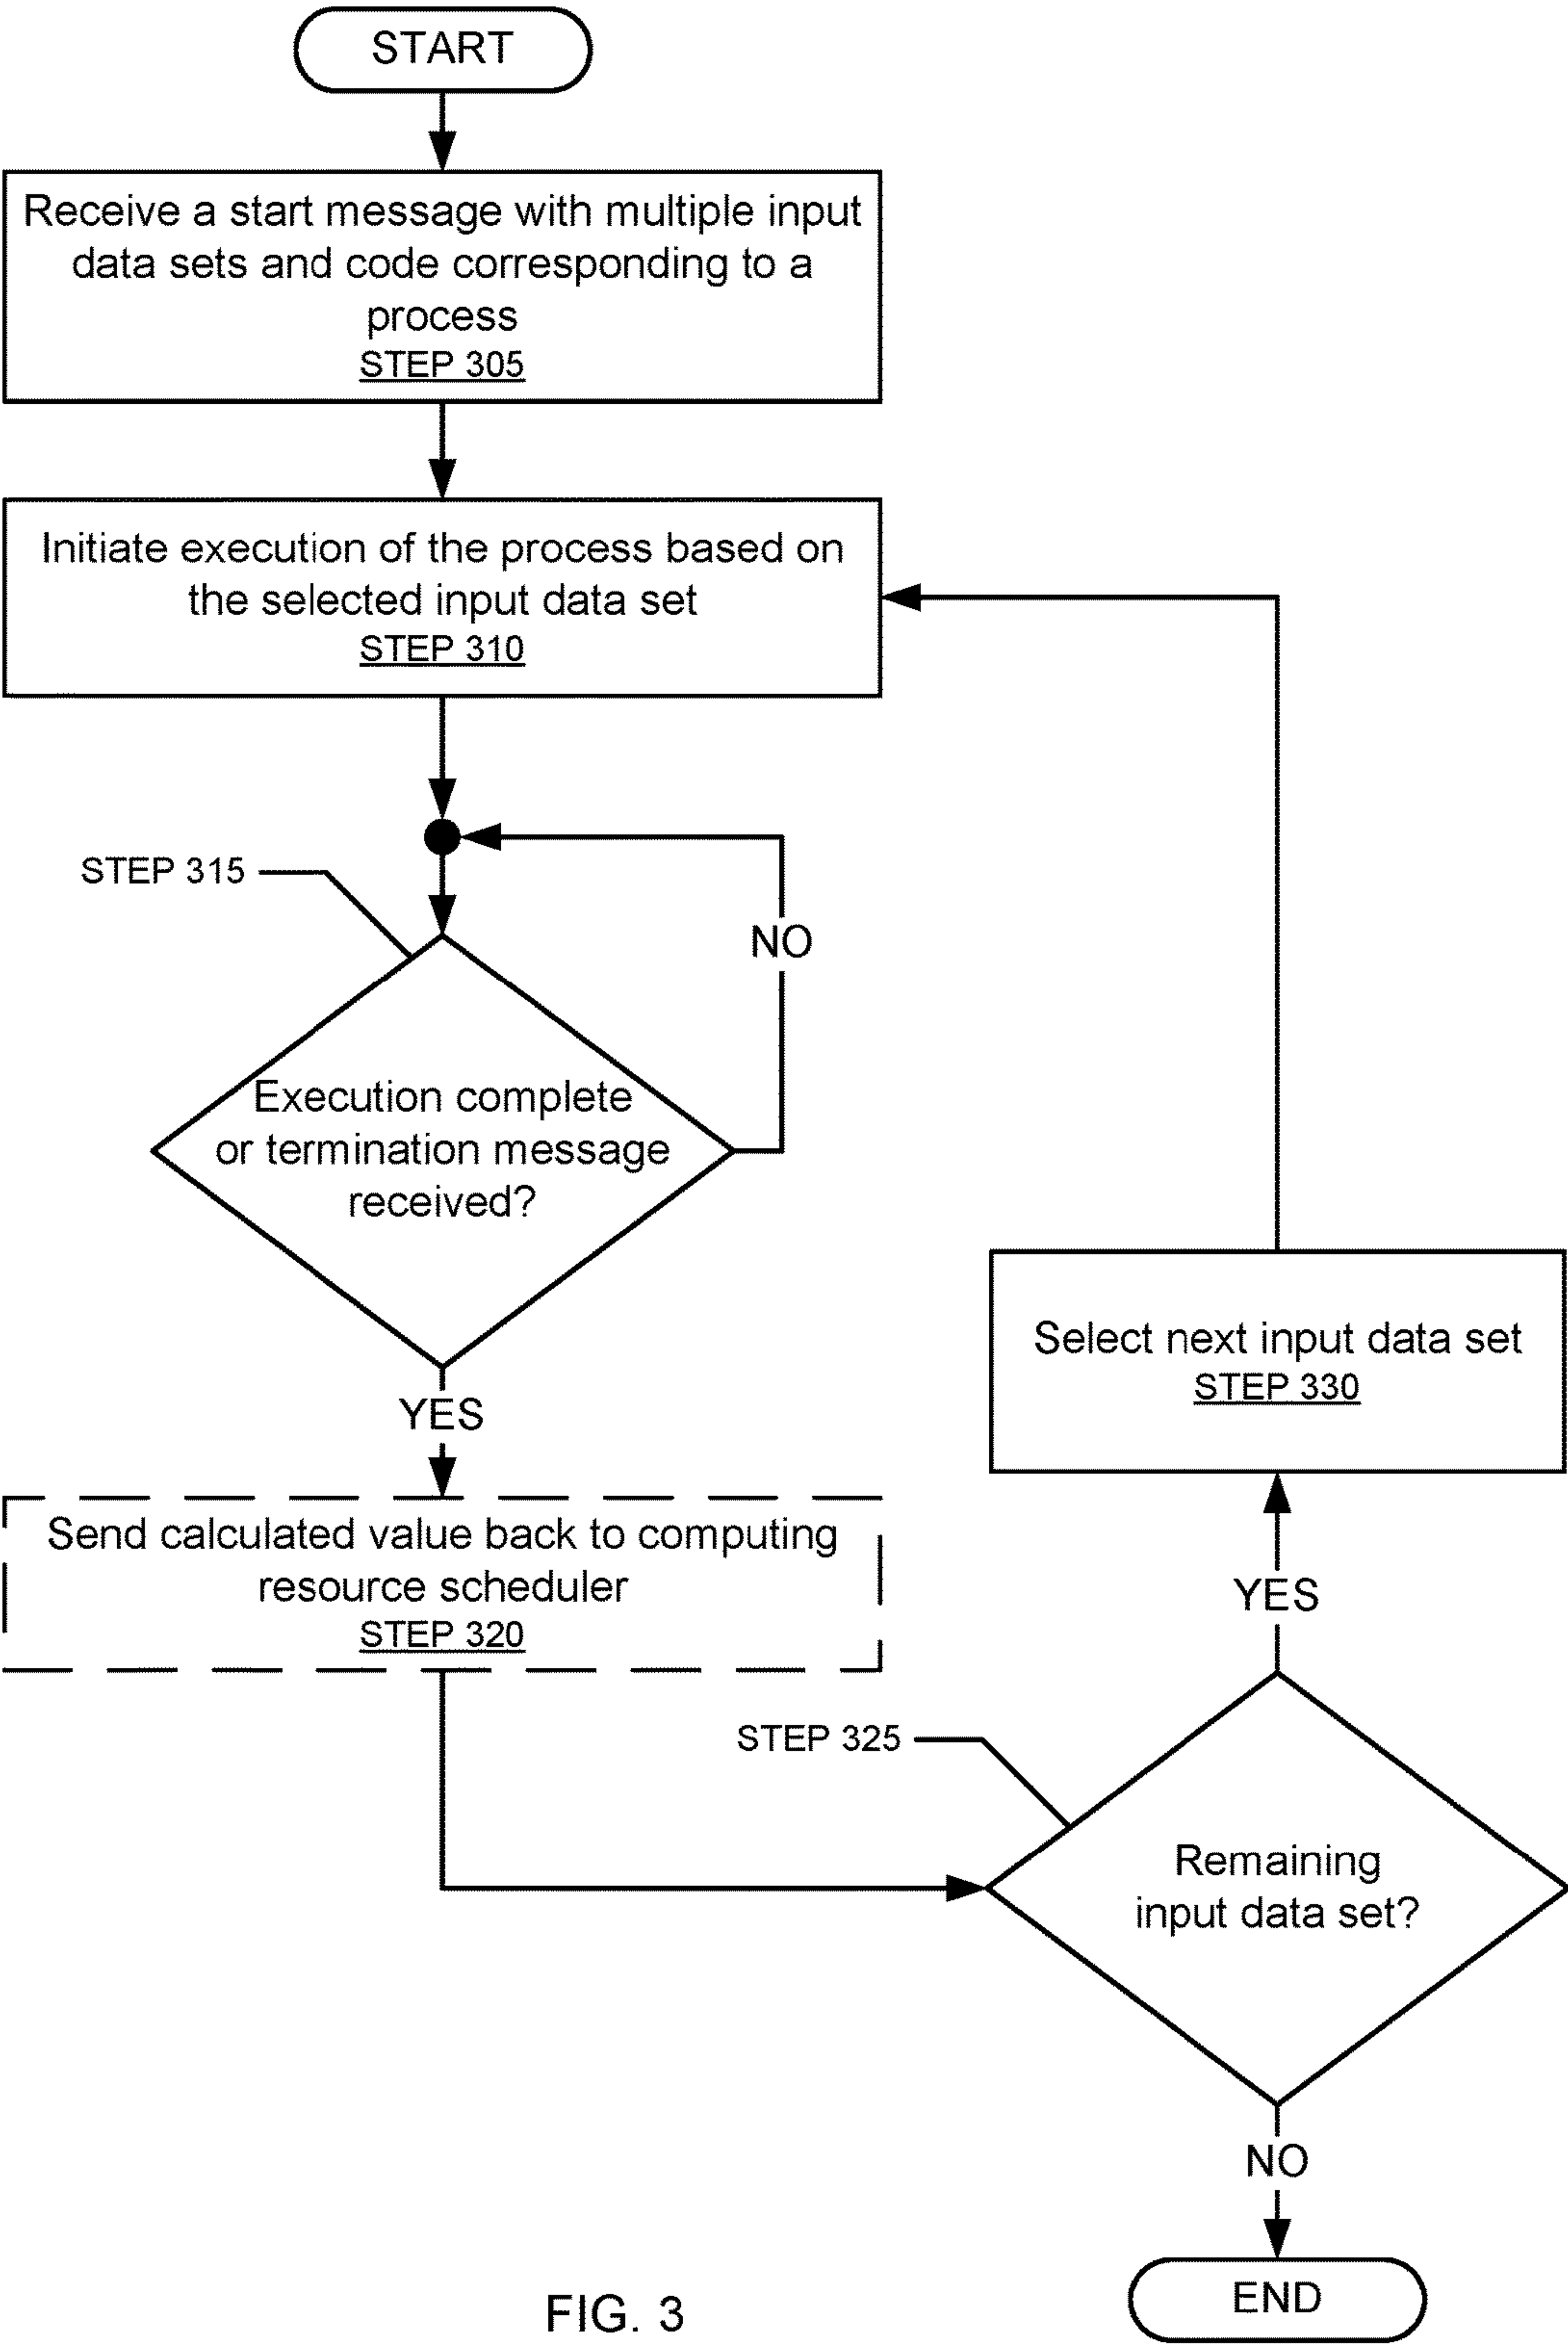 START
Receive a start message with multiple input
data sets and code corresponding to a
process
STEP 305
Initiate execution of the process based on
the selected input data set
STEP 310
STEP 315
NO
Execution complete
or termination message
received?
YES
Send calculated value back to computing
resource scheduler
STEP 320
STEP 325
Remaining
input data set?
YES
Select next input data set
STEP 330
NO
END
FIG. 3